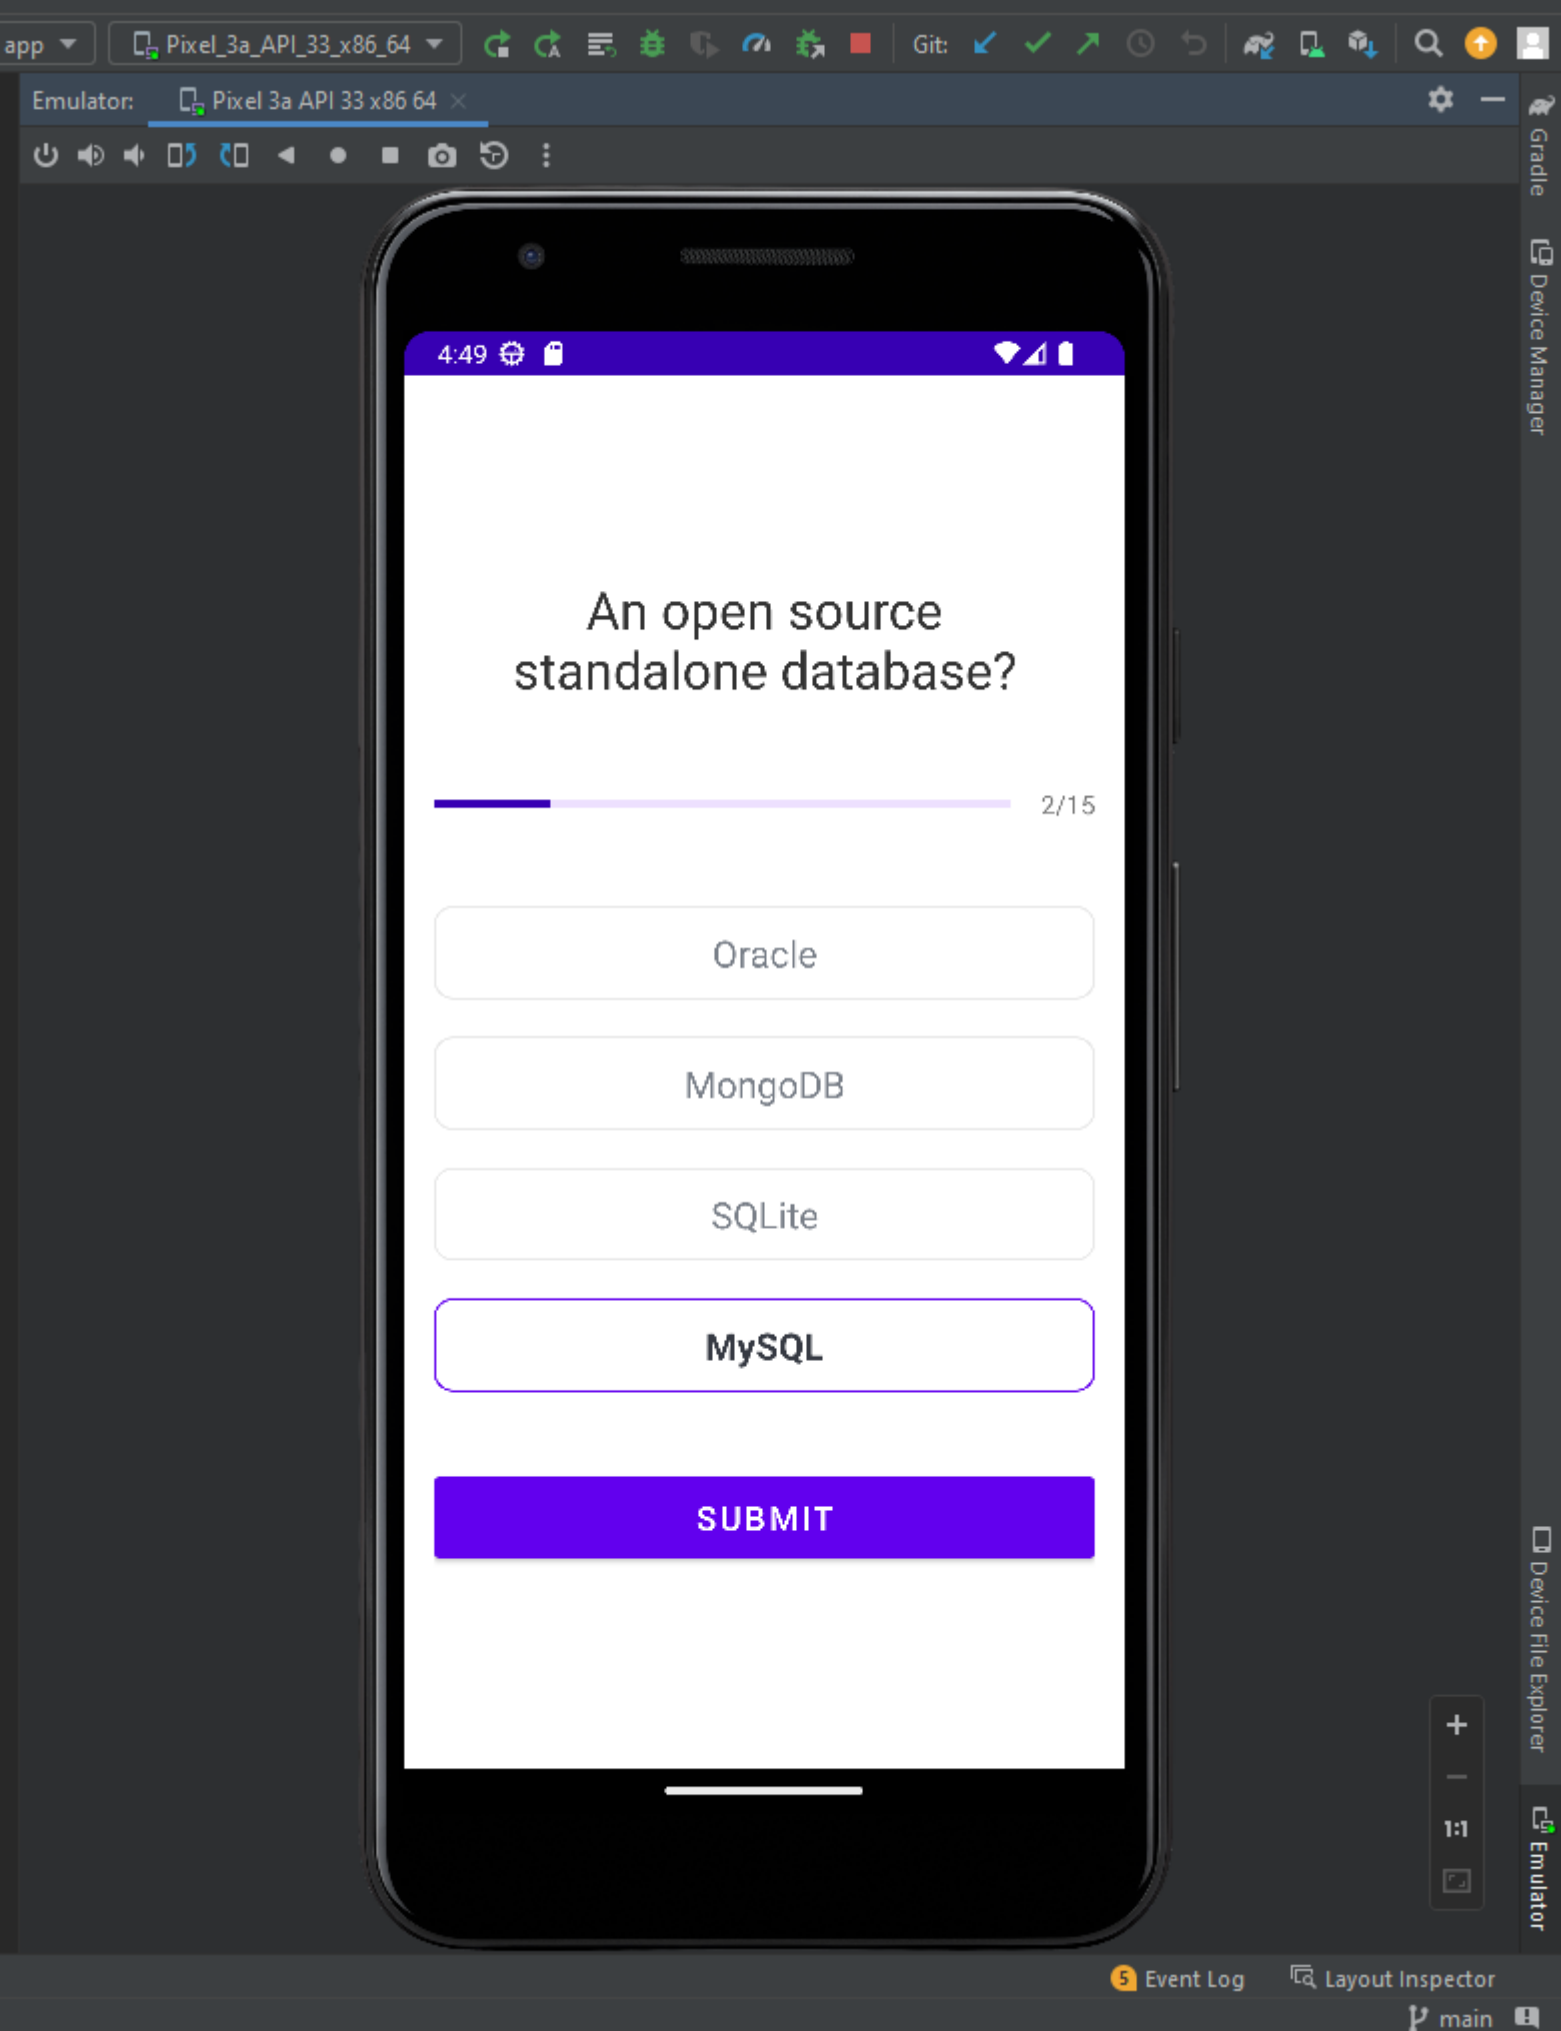 app
Pixel_3a_API_33_x86_64
Git:
Emulator:
Pixel 3a API 33 x86 64
Gradle
Device Manager
4:49
An open source
standalone database?
2/15
Oracle
MongoDB
SQLite
MySQL
SUBMIT
Device File Explorer
1:1
Emulator
5 Event Log
Layout Inspector
main